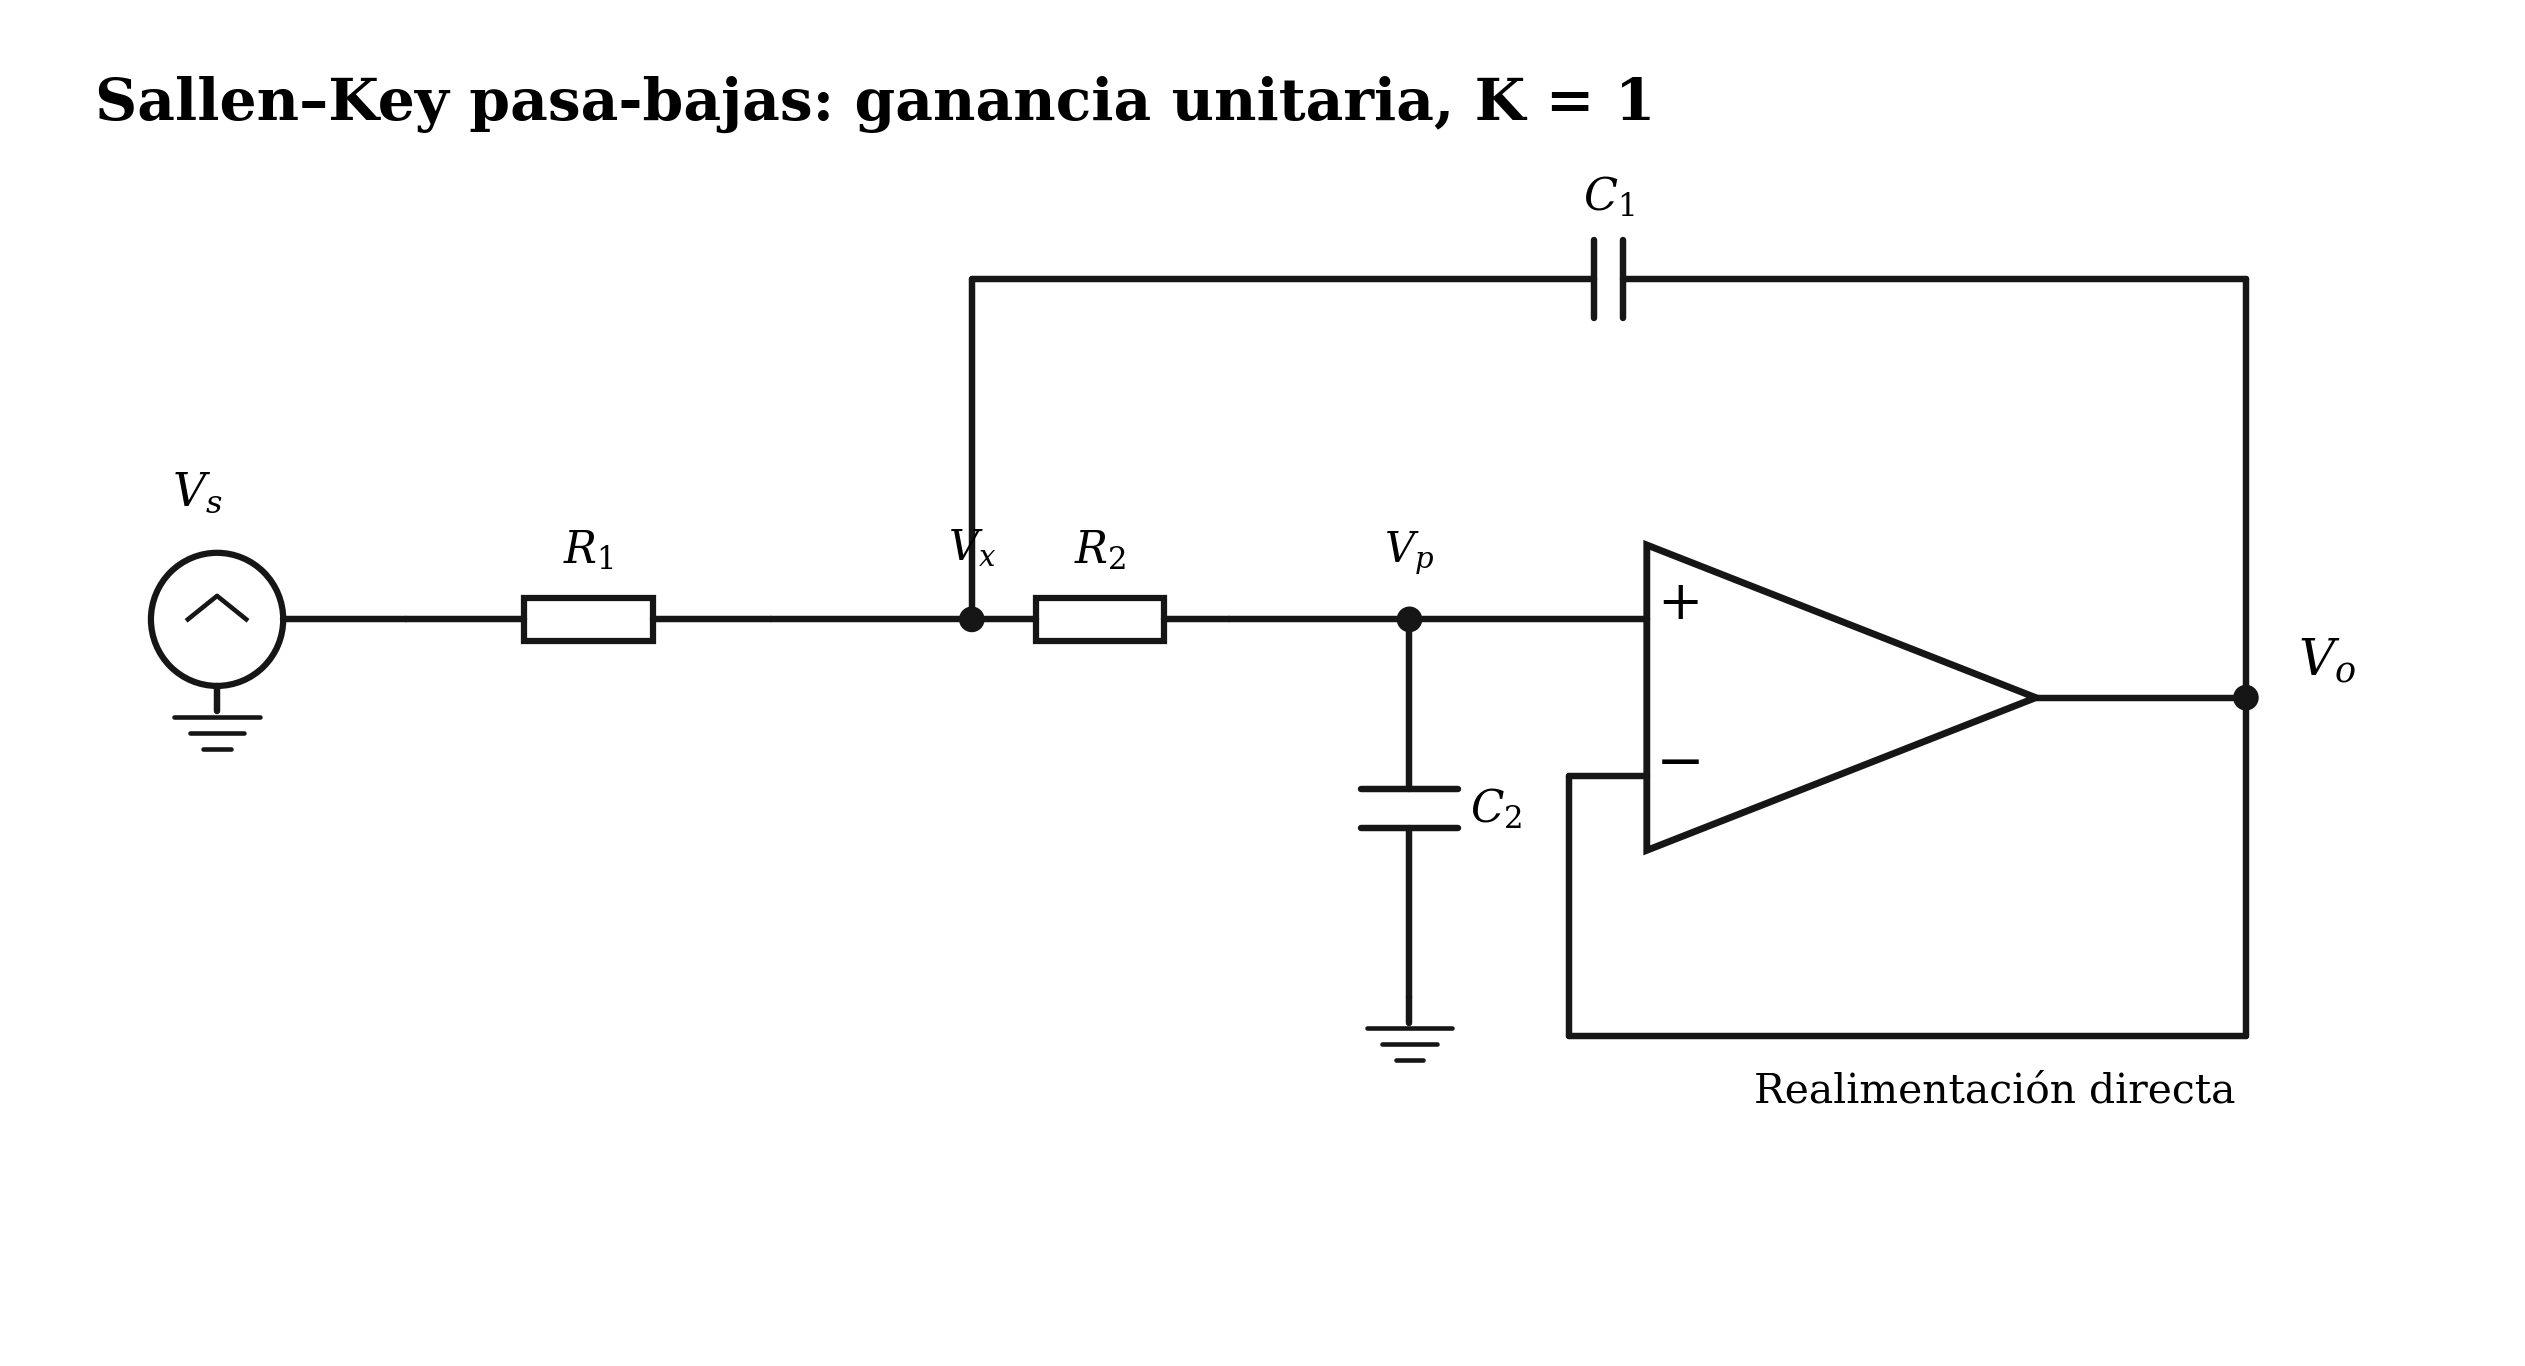 Sallen–Key pasa-bajas: ganancia unitaria, K = 1
C₁
Vₛ
R₁
Vₓ
R₂
Vₚ
+
Vₒ
−
C₂
Realimentación directa